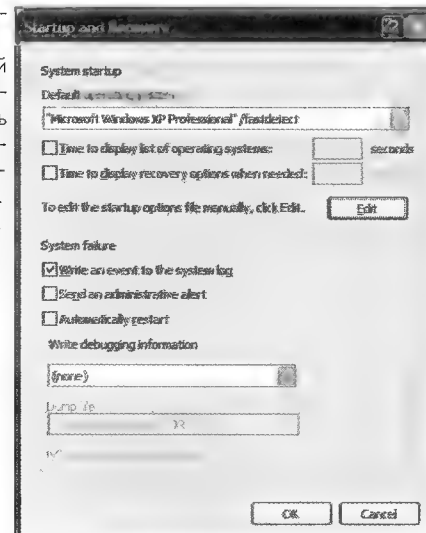 Startup and Recovery
System startup
Default
"Microsoft Windows XP Professional" /fastdetect
Time to display list of operating systems: seconds
Time to display recovery options when needed:
To edit the startup options file manually, click Edit. Edit
System failure
Write an event to the system log
Send an administrative alert
Automatically restart
Write debugging information
(none)
OK Cancel